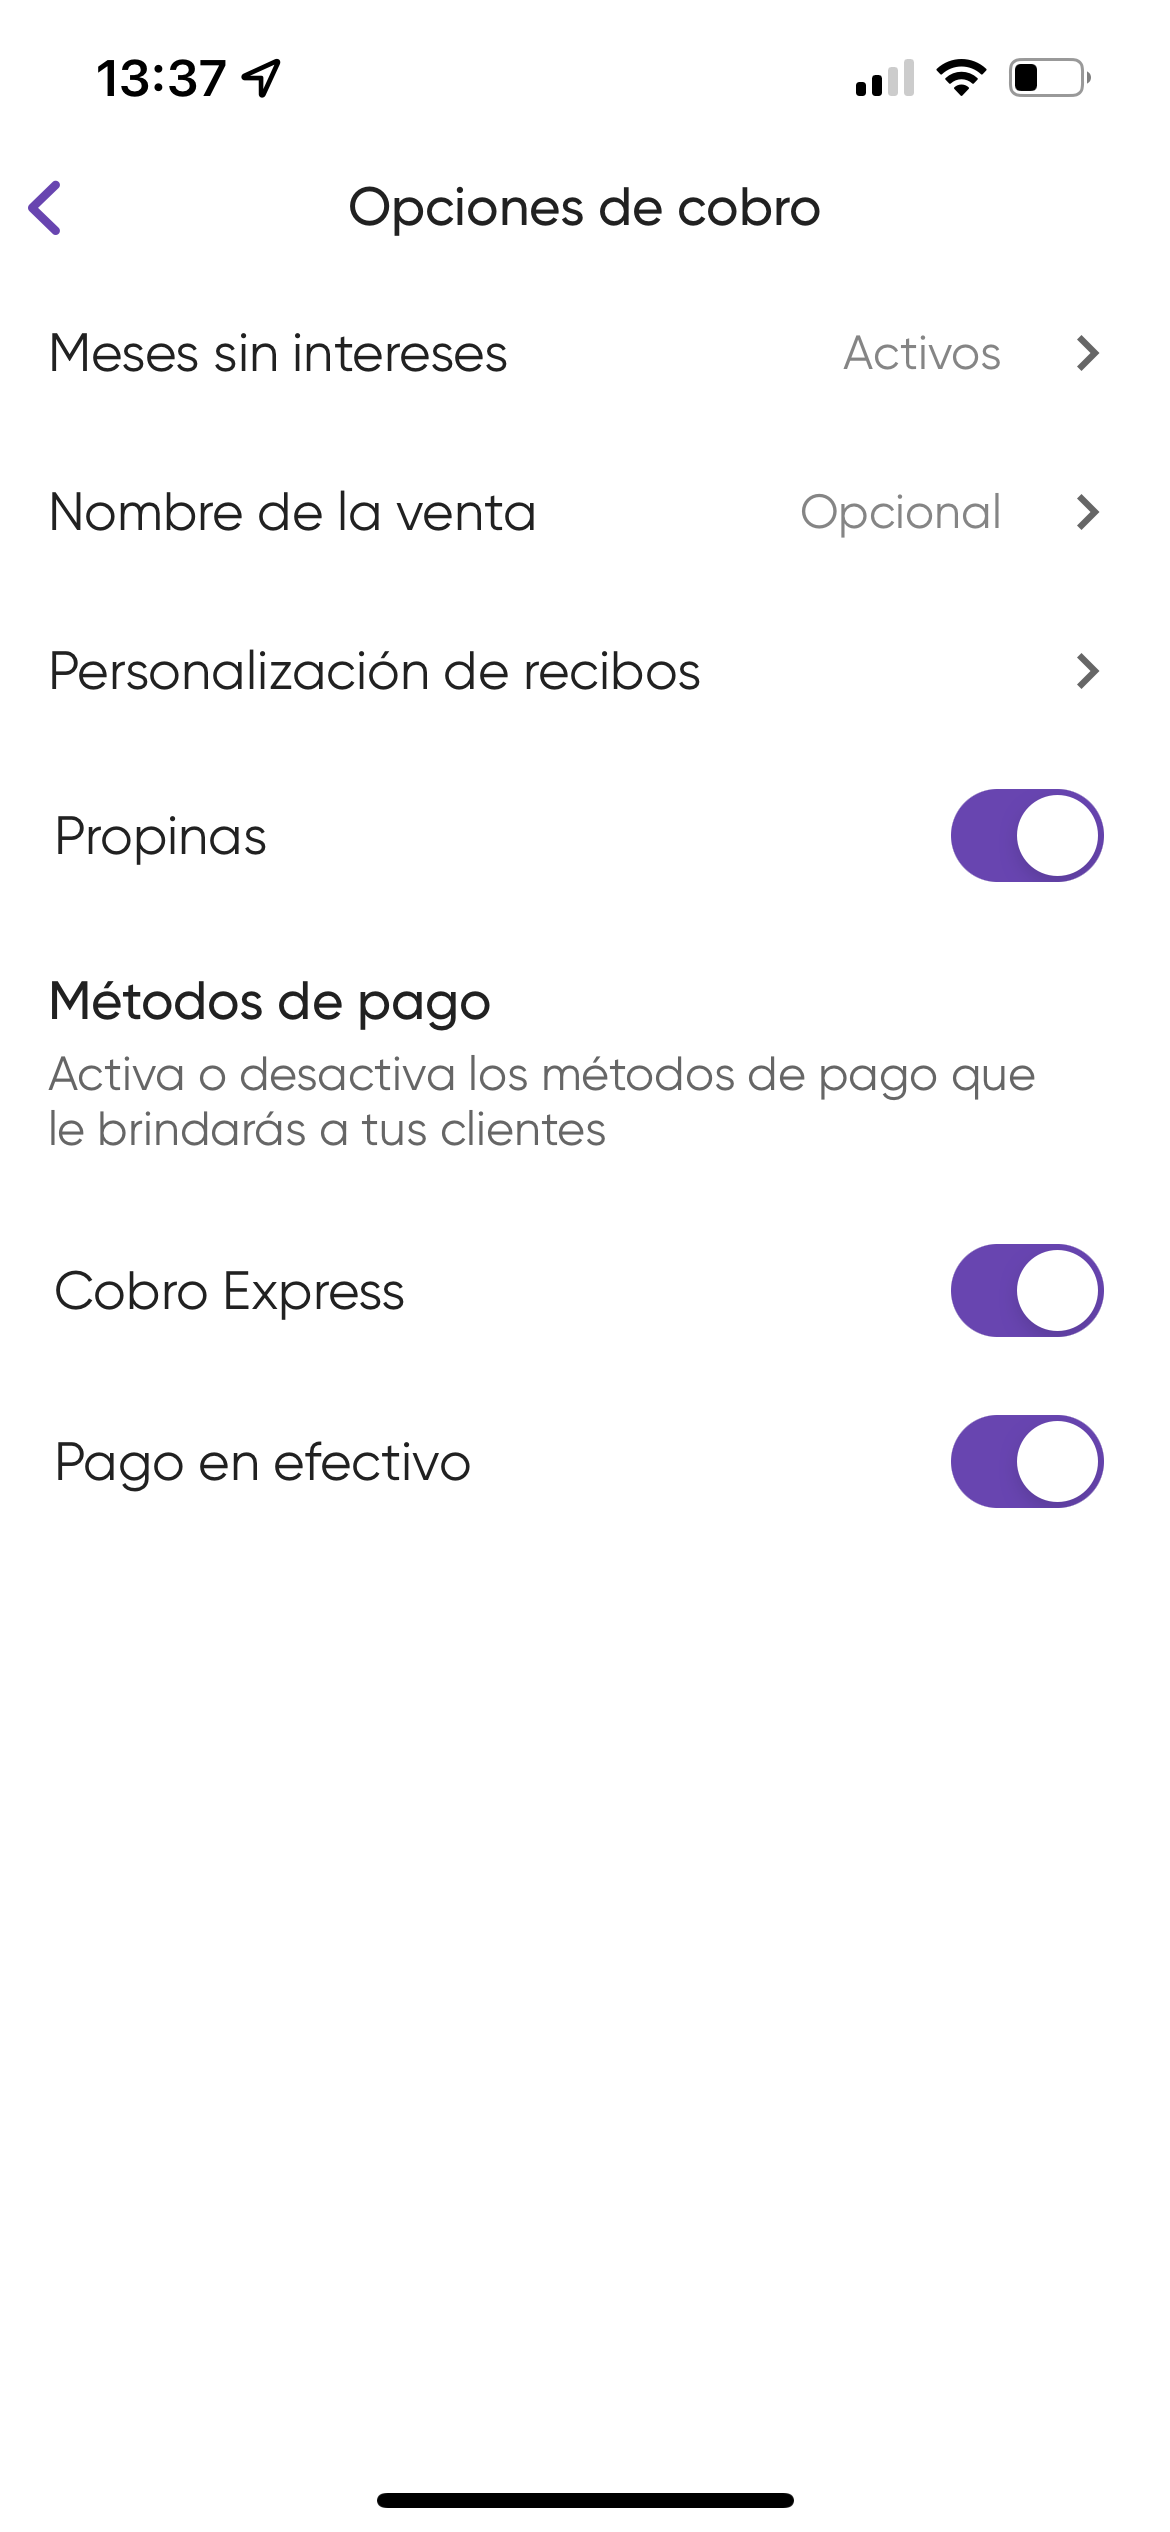 13:37
Opciones de cobro
Meses sin intereses Activos
Nombre de la venta Opcional
Personalización de recibos
Propinas
Métodos de pago
Activa o desactiva los métodos de pago que
le brindarás a tus clientes
Cobro Express
Pago en efectivo